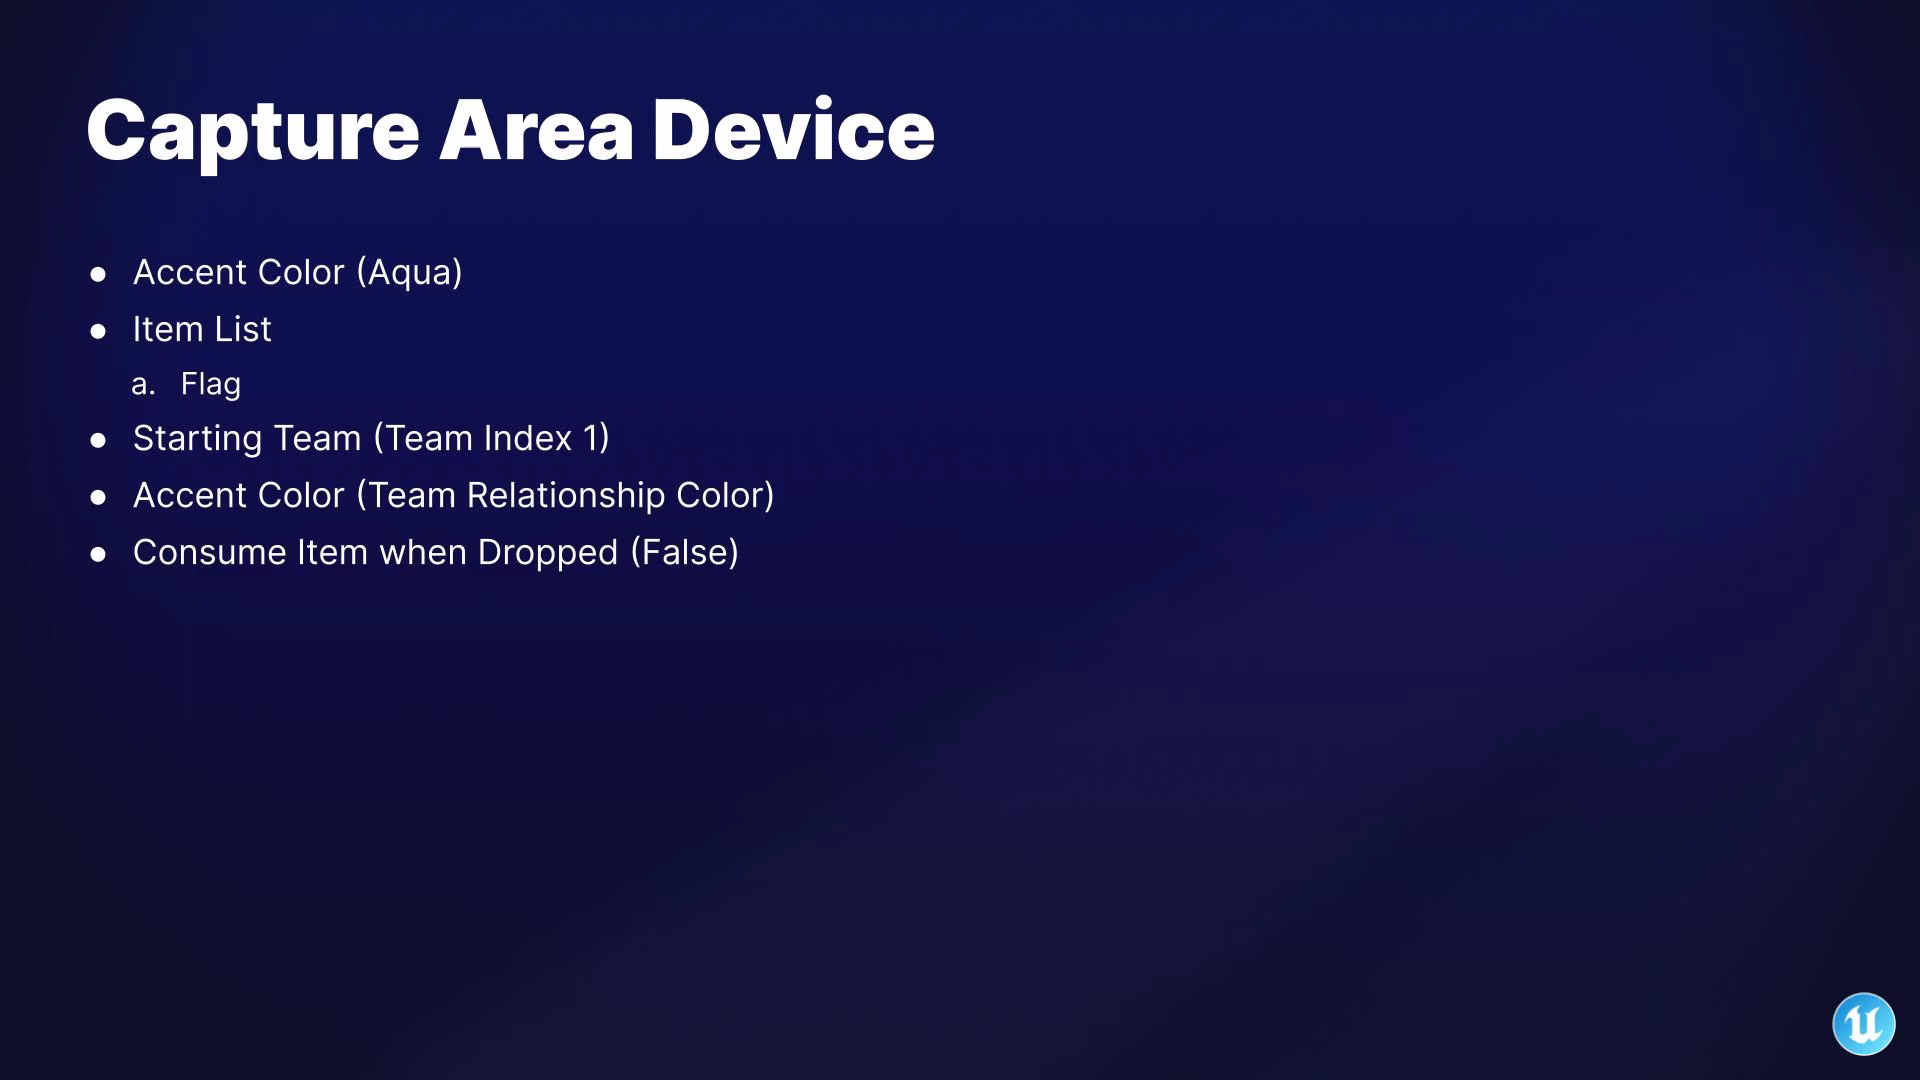 Capture Area Device
● Accent Color (Aqua)
● Item List
a. Flag
● Starting Team (Team Index 1)
● Accent Color (Team Relationship Color)
● Consume Item when Dropped (False)